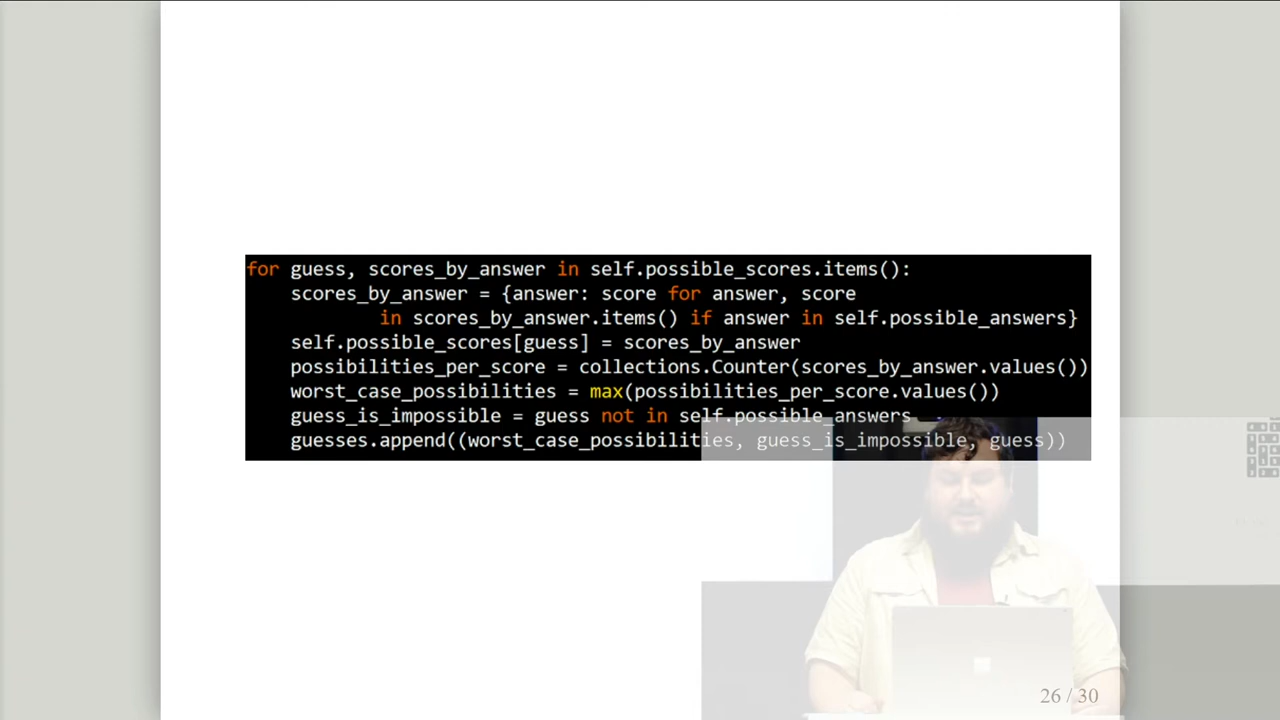 for guess, scores_by_answer in self.possible_scores.items():
    scores_by_answer = {answer: score for answer, score
            in scores_by_answer.items() if answer in self.possible_answers}
    self.possible_scores[guess] = scores_by_answer
    possibilities_per_score = collections.Counter(scores_by_answer.values())
    worst_case_possibilities = max(possibilities_per_score.values())
    guess_is_impossible = guess not in self.possible_answers
    guesses.append((worst_case_possibilities, guess_is_impossible, guess))
26 / 30